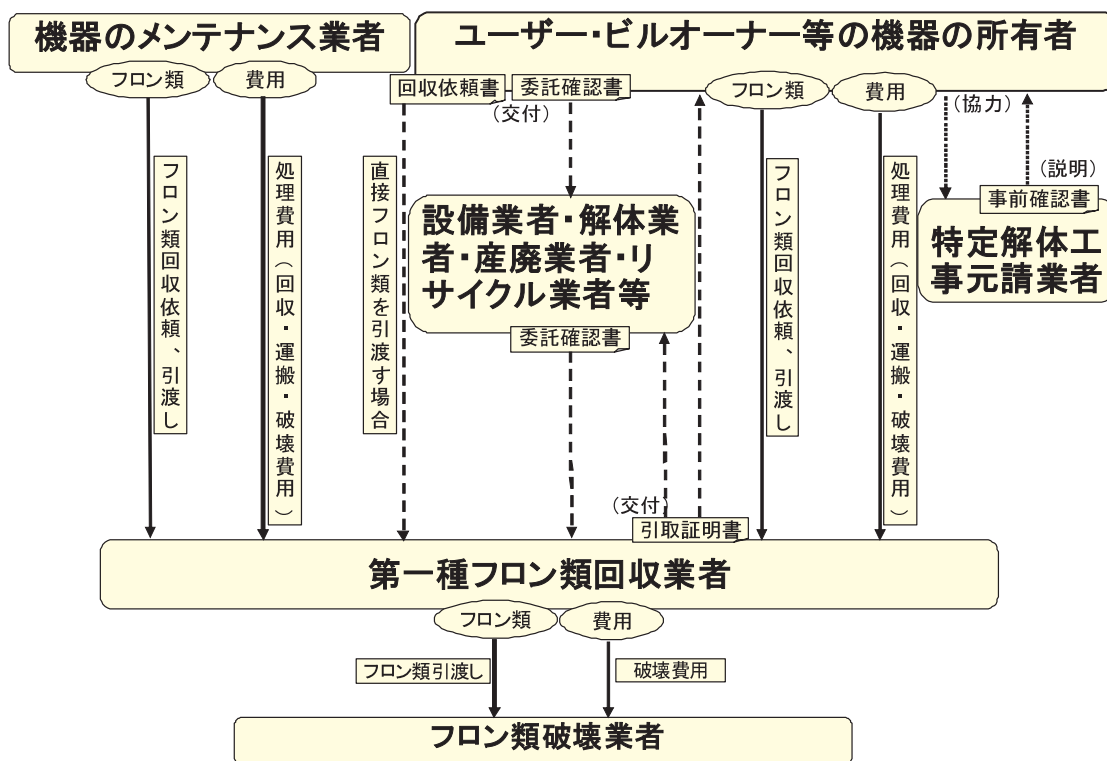 機器のメンテナンス業者
ユーザー・ビルオーナー等の機器の所有者
フロン類
費用
回収依頼書
委託確認書
(交付)
フロン類
費用
(協力)
(説明)
事前確認書
特定解体工
事元請業者
フロン類回収依頼、引渡し
処理費用(回収・運搬・破壊費用)
直接フロン類を引渡す場合
設備業者・解体業
者・産廃業者・リ
サイクル業者等
委託確認書
フロン類回収依頼、引渡し
処理費用(回収・運搬・破壊費用)
(交付)
引取証明書
第一種フロン類回収業者
フロン類
費用
フロン類引渡し
破壊費用
フロン類破壊業者